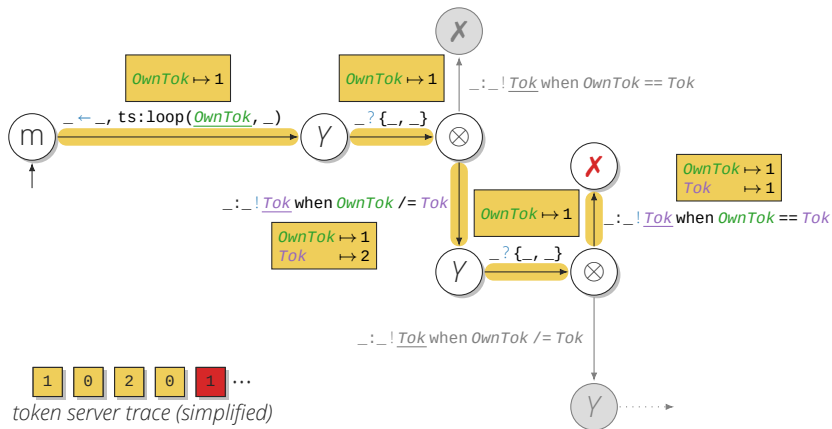 ✗
OwnTok ↦ 1
OwnTok ↦ 1
_:_!Tok when OwnTok == Tok
_ ← _, ts:loop(OwnTok,_)
_?{_,_}
m
Y
⊗
✗
OwnTok ↦ 1
Tok ↦ 1
_:_!Tok when OwnTok /= Tok
OwnTok ↦ 1
_:_!Tok when OwnTok == Tok
OwnTok ↦ 1
Tok ↦ 2
_?{_,_}
Y
⊗
_:_!Tok when OwnTok /= Tok
1 0 2 0 1 ...
Y
token server trace (simplified)